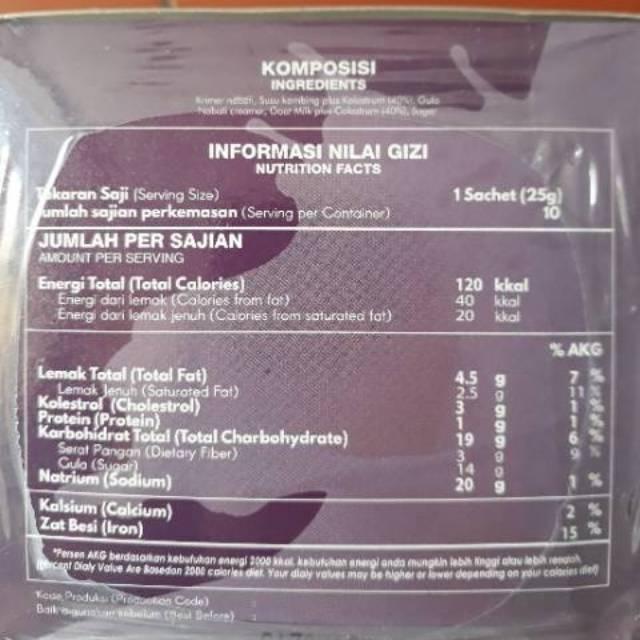 KOMPOSISI
INGREDIENTS
Krimer nabati, Susu kambing plus Kolostrum (40%), Gula
Nabati creamer, Goat Milk plus Colostrum (40%), Sugar
INFORMASI NILAI GIZI
NUTRITION FACTS
Takaran Saji (Serving Size) 1 Sachet (25g)
Jumlah sajian perkemasan (Serving per Container) 10
JUMLAH PER SAJIAN
AMOUNT PER SERVING
Energi Total (Total Calories) 120 kkal
Energi dari lemak (Calories from fat) 40 kkal
Energi dari lemak jenuh (Calories from saturated fat) 20 kkal
% AKG
Lemak Total (Total Fat) 4.5 g 7 %
Lemak Jenuh (Saturated Fat) 2.5 g 11 %
Kolestrol (Cholestrol) 3 g 1 %
Protein (Protein) 1 g 1 %
Karbohidrat Total (Total Charbohydrate) 19 g 6 %
Serat Pangan (Dietary Fiber) 3 g 9 %
Gula (Sugar) 14 g
Natrium (Sodium) 20 g 1 %
Kalsium (Calcium) 2 %
Zat Besi (Iron) 15 %
*Persen AKG berdasarkan kebutuhan energi 2000 kkal. kebutuhan energi anda mungkin lebih tinggi atau lebih rendah.
(Percent Dialy Value Are Basedon 2000 calories diet. Your dialy values may be higher or lower depending on your calories diet)
Kode Produksi (Production Code) :
Baik digunakan sebelum (Best Before) :